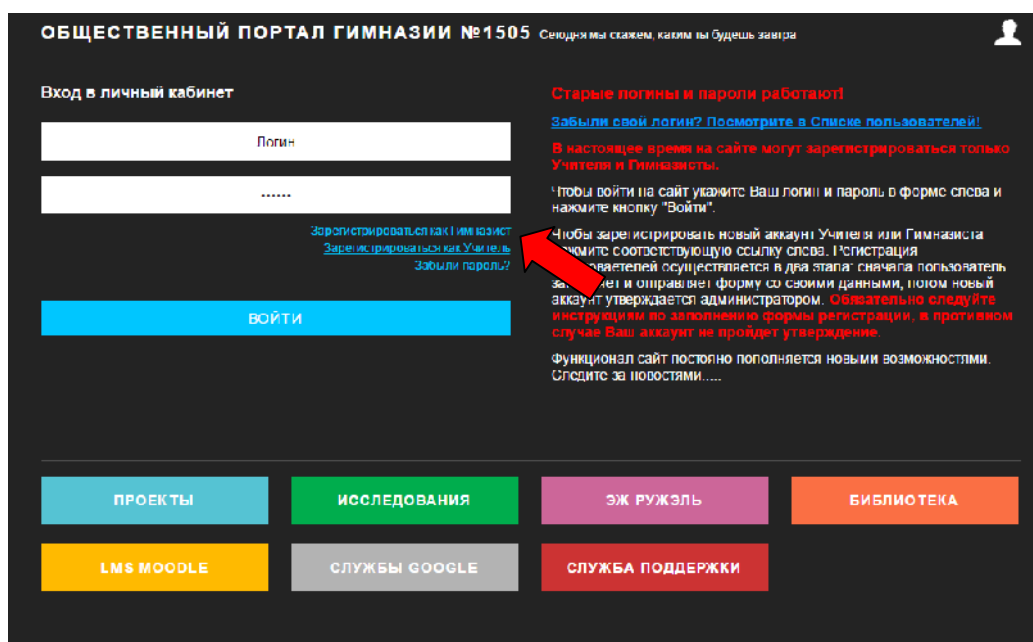 ОБЩЕСТВЕННЫЙ ПОРТАЛ ГИМНАЗИИ №1505 Сегодня мы скажем, каким ты будешь завтра
Вход в личный кабинет
Логин
......
Зарегистрироваться как Гимназист
Зарегистрироваться как Учитель
Забыли пароль?
ВОЙТИ
Старые логины и пароли работают!
Забыли свой логин? Посмотрите в Списке пользователей!
В настоящее время на сайте могут зарегистрироваться только
Учителя и Гимназисты.
Чтобы войти на сайт укажите Ваш логин и пароль в форме слева и
нажмите кнопку "Войти".
Чтобы зарегистрировать новый аккаунт Учителя или Гимназиста
соответствующую ссылку слева. Регистрация
осуществляется в два этапа: сначала пользователь
и отправляет форму со своими данными, потом новый
аккаунт утверждается администратором. Обязательно следуйте
инструкциям по заполнению формы регистрации, в противном
случае Ваш аккаунт не пройдет утверждение.
Функционал сайт постояно пополняется новыми возможностями.
Следите за новостями.....
ПРОЕКТЫ
ИССЛЕДОВАНИЯ
ЭЖ РУЖЭЛЬ
БИБЛИОТЕКА
LMS MOODLE
СЛУЖБЫ GOOGLE
СЛУЖБА ПОДДЕРЖКИ